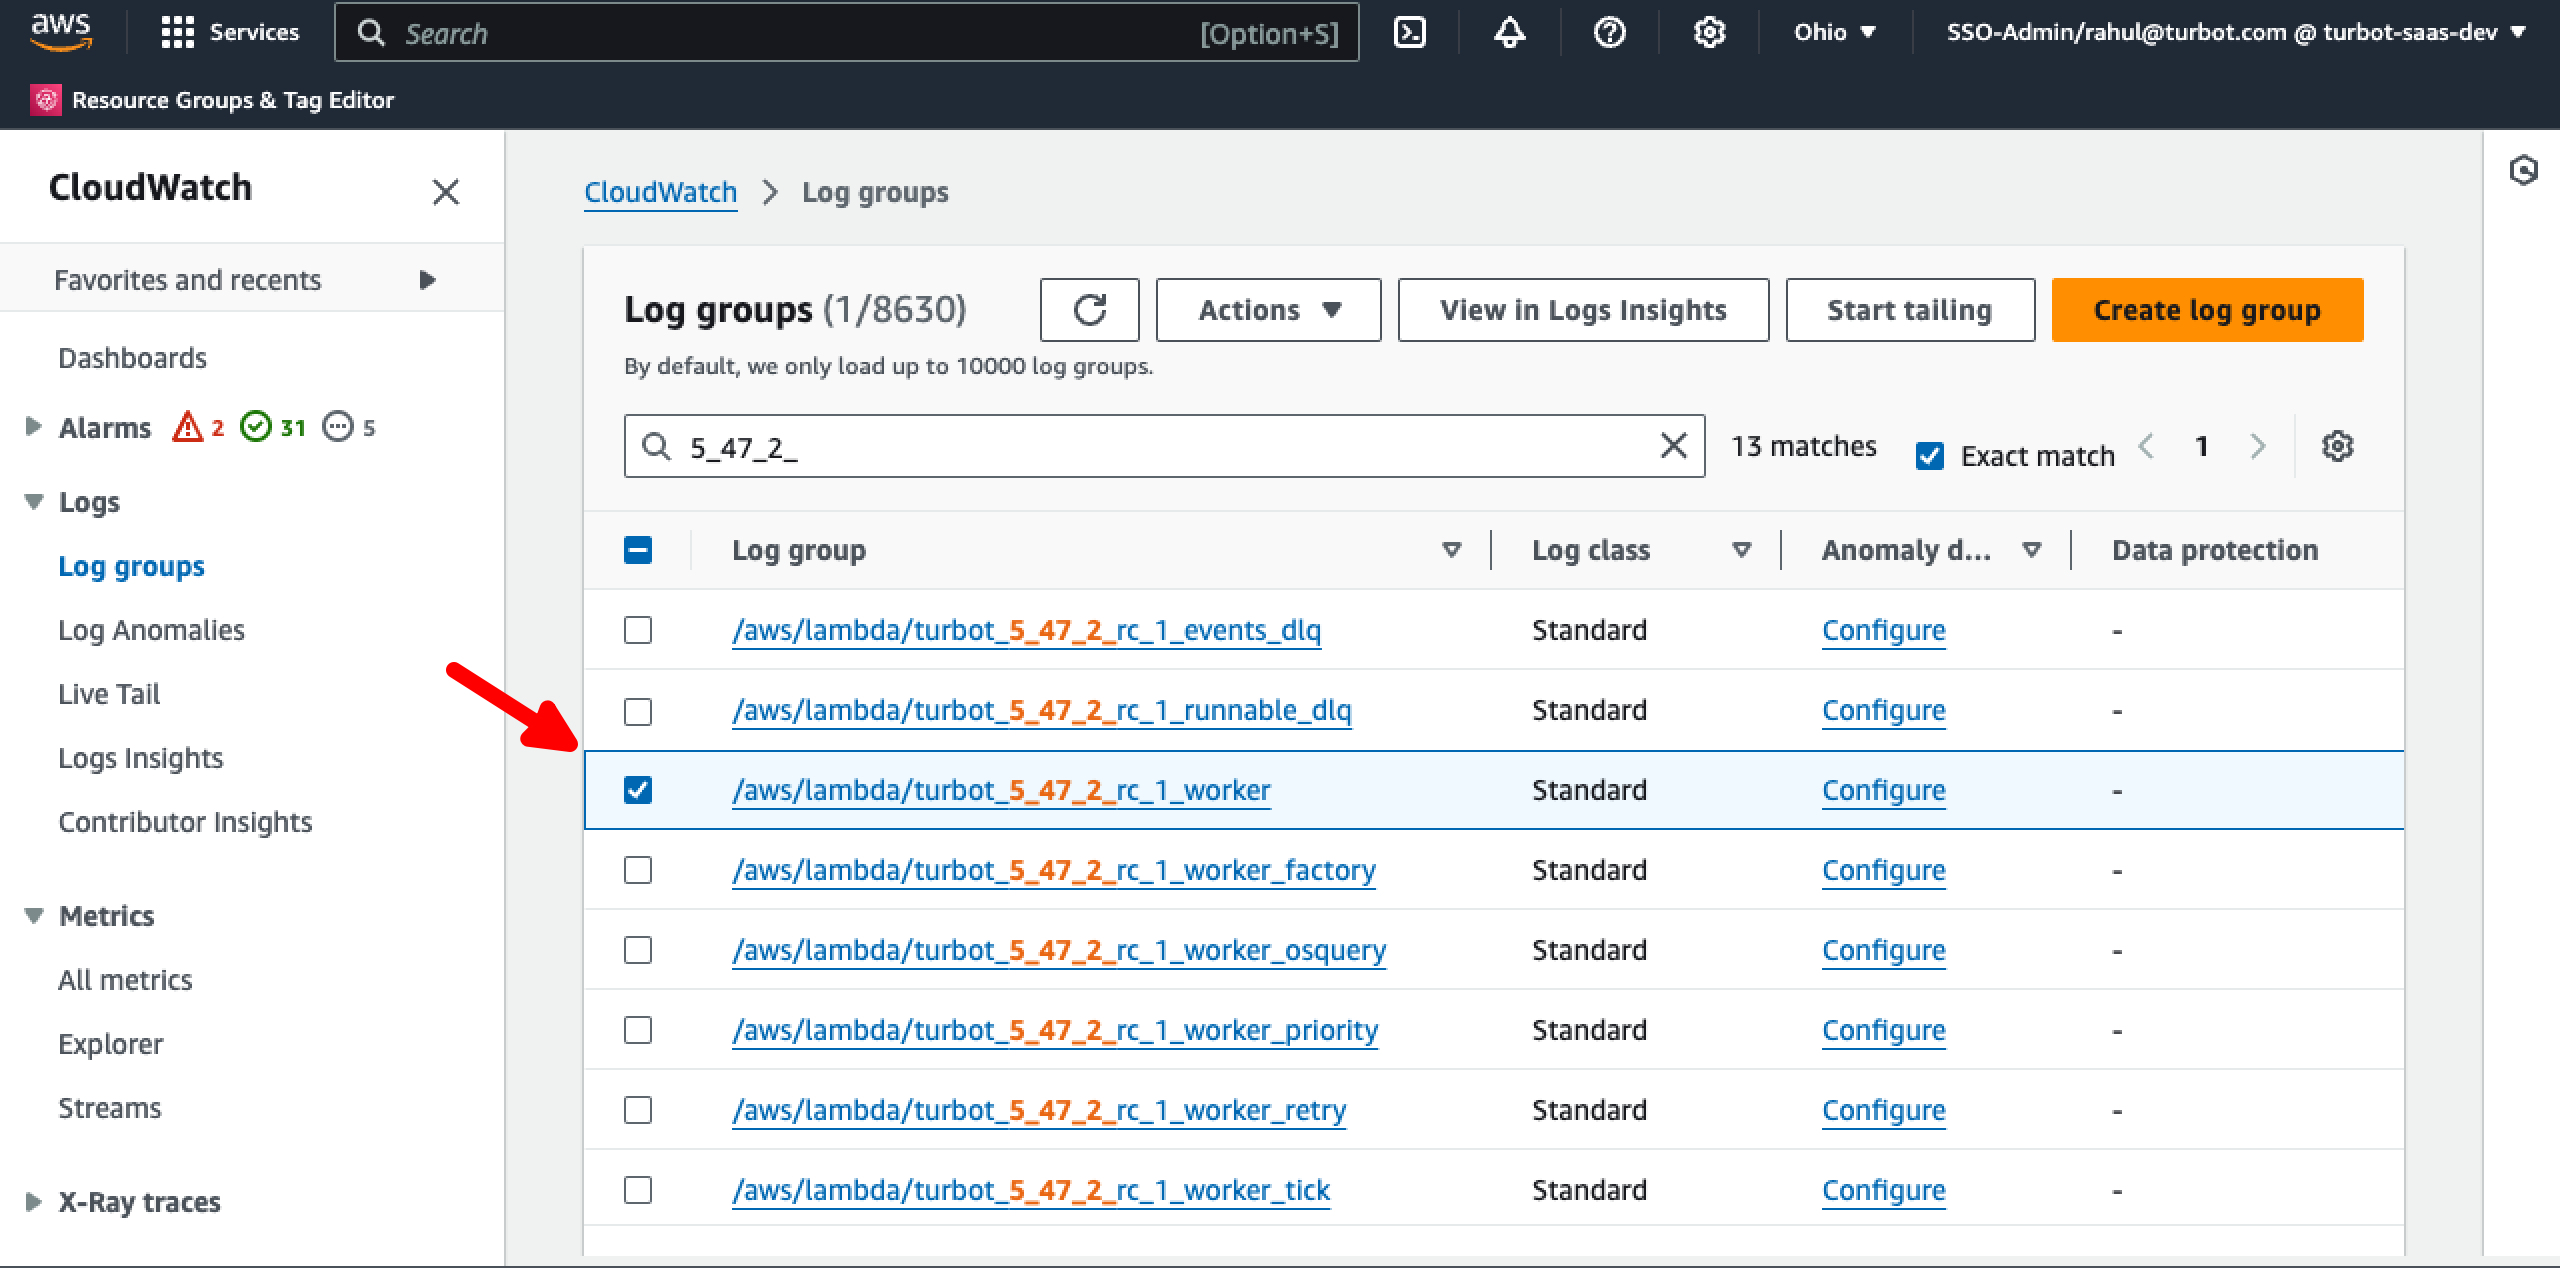 aws
Services
Search [Option+S]
Ohio
SSO-Admin/rahul@turbot.com @ turbot-saas-dev
Resource Groups & Tag Editor
CloudWatch
Favorites and recents
Dashboards
Alarms 2 31 5
Logs
Log groups
Log Anomalies
Live Tail
Logs Insights
Contributor Insights
Metrics
All metrics
Explorer
Streams
X-Ray traces
CloudWatch > Log groups
Log groups (1/8630)
Actions
View in Logs Insights
Start tailing
Create log group
By default, we only load up to 10000 log groups.
5_47_2_
13 matches
Exact match
1
Log group Log class Anomaly d... Data protection
/aws/lambda/turbot_5_47_2_rc_1_events_dlq Standard Configure -
/aws/lambda/turbot_5_47_2_rc_1_runnable_dlq Standard Configure -
/aws/lambda/turbot_5_47_2_rc_1_worker Standard Configure -
/aws/lambda/turbot_5_47_2_rc_1_worker_factory Standard Configure -
/aws/lambda/turbot_5_47_2_rc_1_worker_osquery Standard Configure -
/aws/lambda/turbot_5_47_2_rc_1_worker_priority Standard Configure -
/aws/lambda/turbot_5_47_2_rc_1_worker_retry Standard Configure -
/aws/lambda/turbot_5_47_2_rc_1_worker_tick Standard Configure -